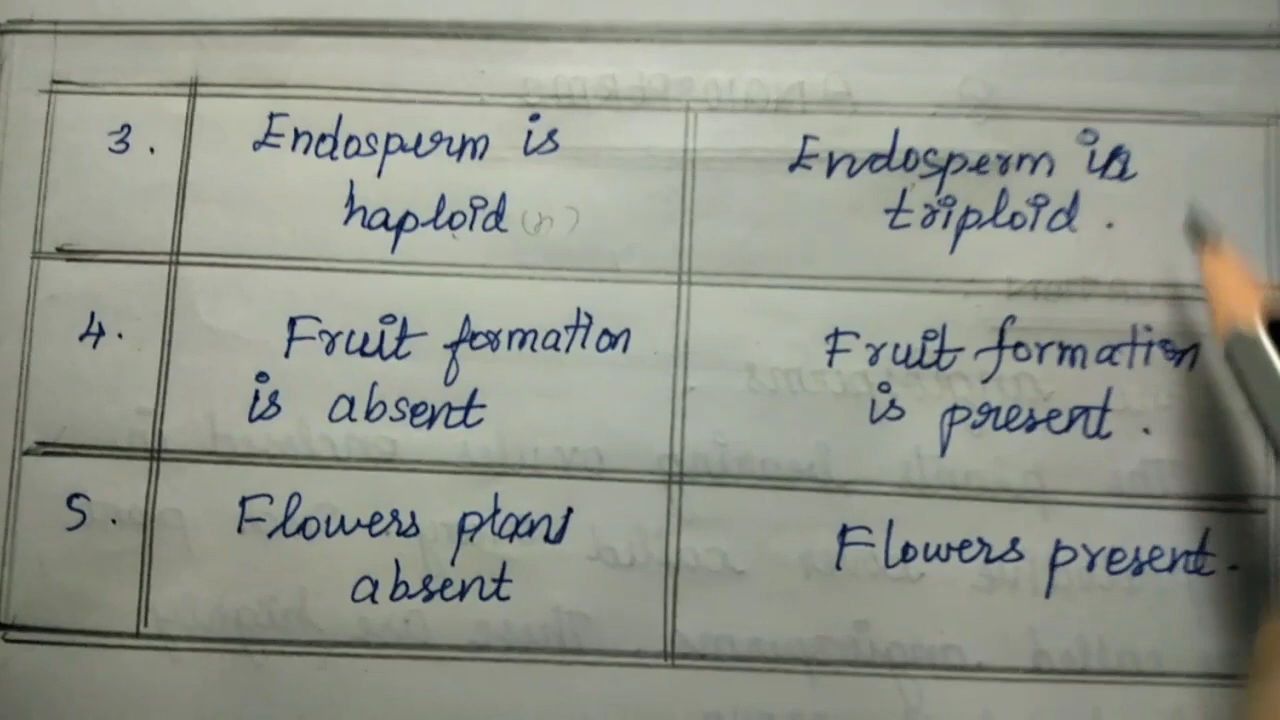 3.
Endosperm is
haploid (n)
Endosperm is
triploid.
4.
Fruit formation
is absent
Fruit formation
is present.
5.
Flowers
absent
Flowers present.